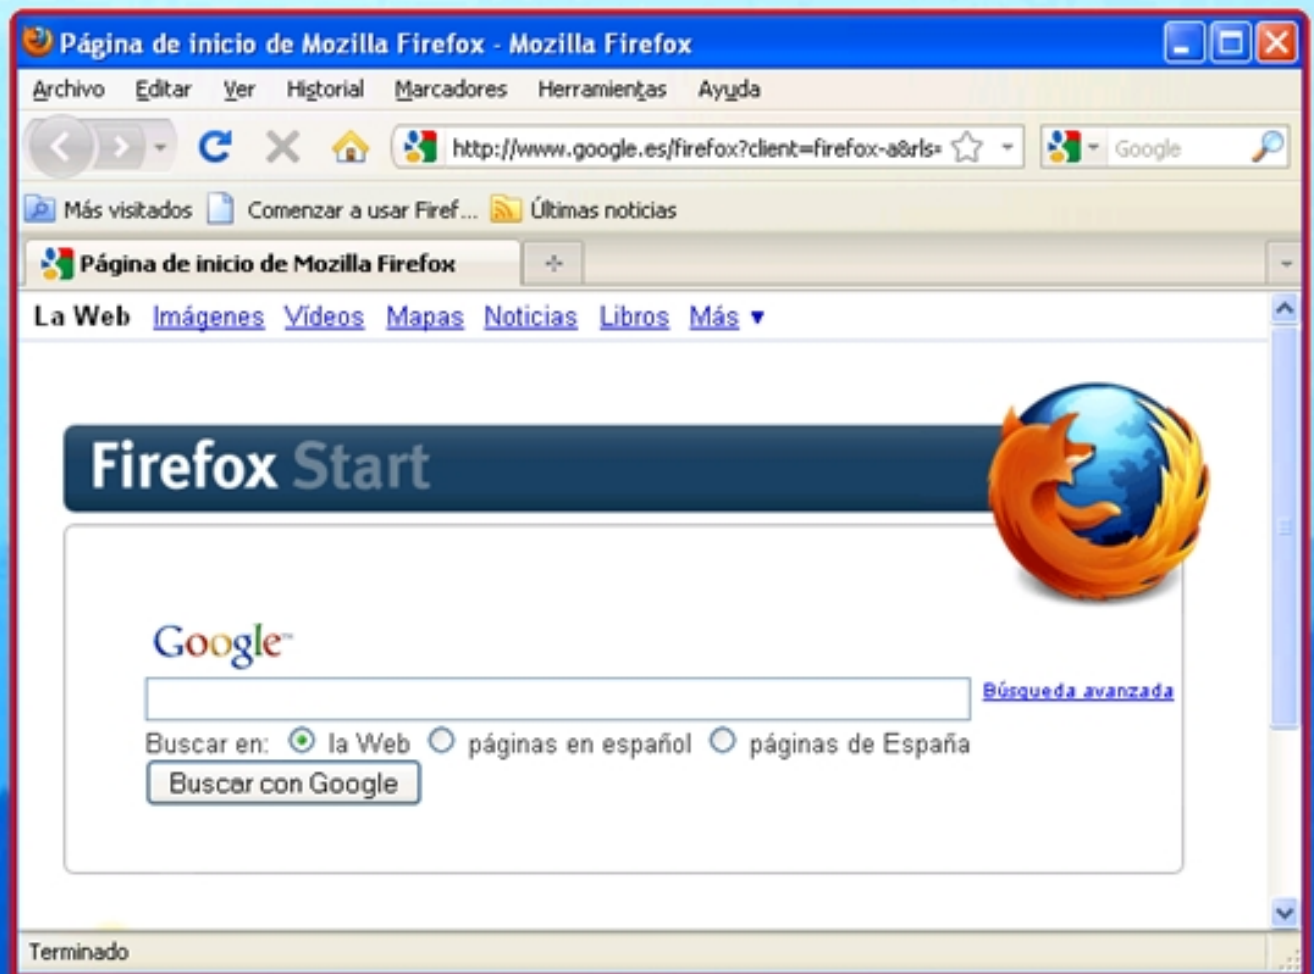 Página de inicio de Mozilla Firefox - Mozilla Firefox
Archivo Editar Ver Historial Marcadores Herramientas Ayuda
http://www.google.es/firefox?client=firefox-a&rls= Google
Más visitados Comenzar a usar Firef... Últimas noticias
Página de inicio de Mozilla Firefox
La Web Imágenes Vídeos Mapas Noticias Libros Más ▼
Firefox Start
Google™
Búsqueda avanzada
Buscar en: la Web páginas en español páginas de España
Buscar con Google
Terminado